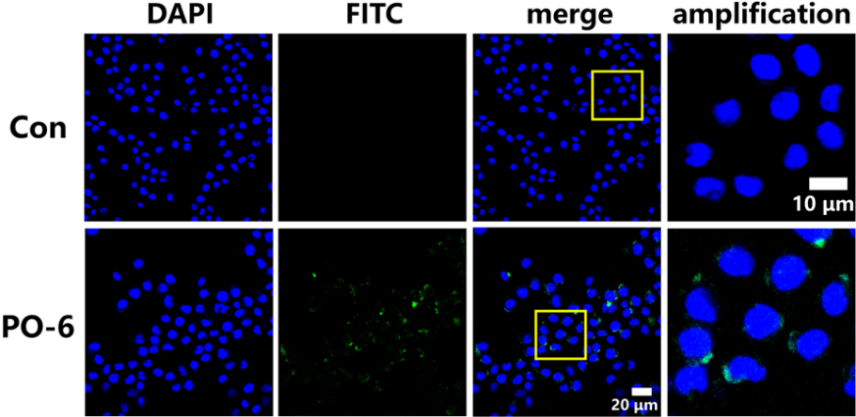 DAPI FITC merge amplification
Con
10 μm
PO-6
20 μm